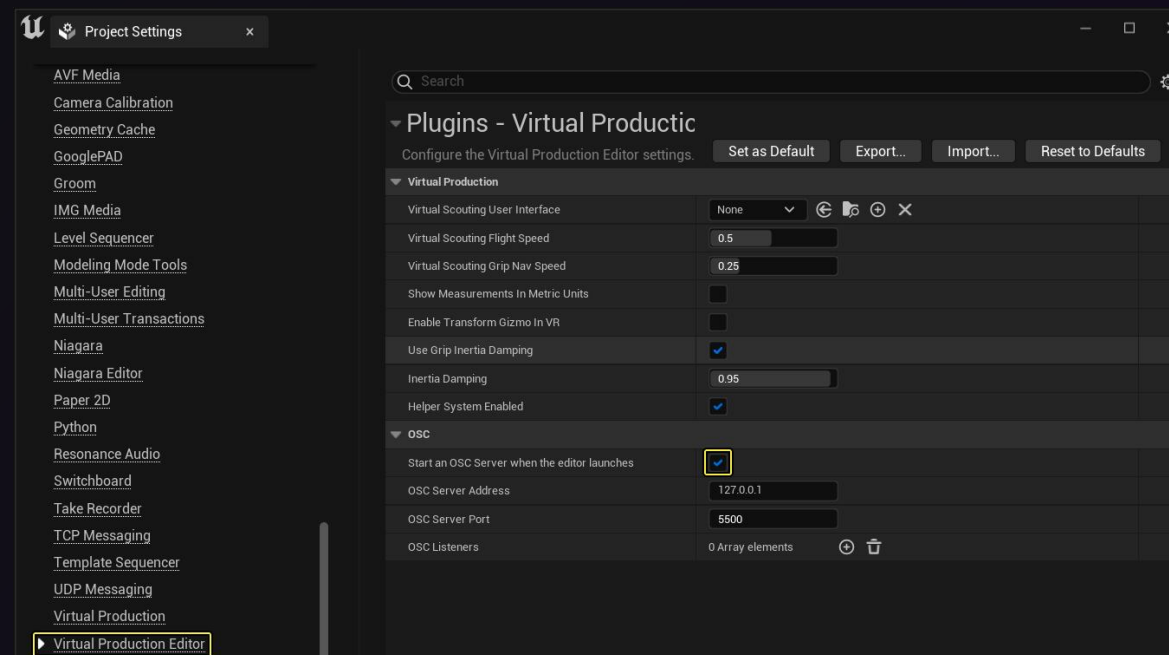 Project Settings
AVF Media
Camera Calibration
Geometry Cache
GooglePAD
Groom
IMG Media
Level Sequencer
Modeling Mode Tools
Multi-User Editing
Multi-User Transactions
Niagara
Niagara Editor
Paper 2D
Python
Resonance Audio
Switchboard
Take Recorder
TCP Messaging
Template Sequencer
UDP Messaging
Virtual Production
Virtual Production Editor
Search
Plugins - Virtual Productic
Configure the Virtual Production Editor settings. Set as Default Export... Import... Reset to Defaults
Virtual Production
Virtual Scouting User Interface None
Virtual Scouting Flight Speed 0.5
Virtual Scouting Grip Nav Speed 0.25
Show Measurements In Metric Units
Enable Transform Gizmo In VR
Use Grip Inertia Damping
Inertia Damping 0.95
Helper System Enabled
OSC
Start an OSC Server when the editor launches
OSC Server Address 127.0.0.1
OSC Server Port 5500
OSC Listeners 0 Array elements